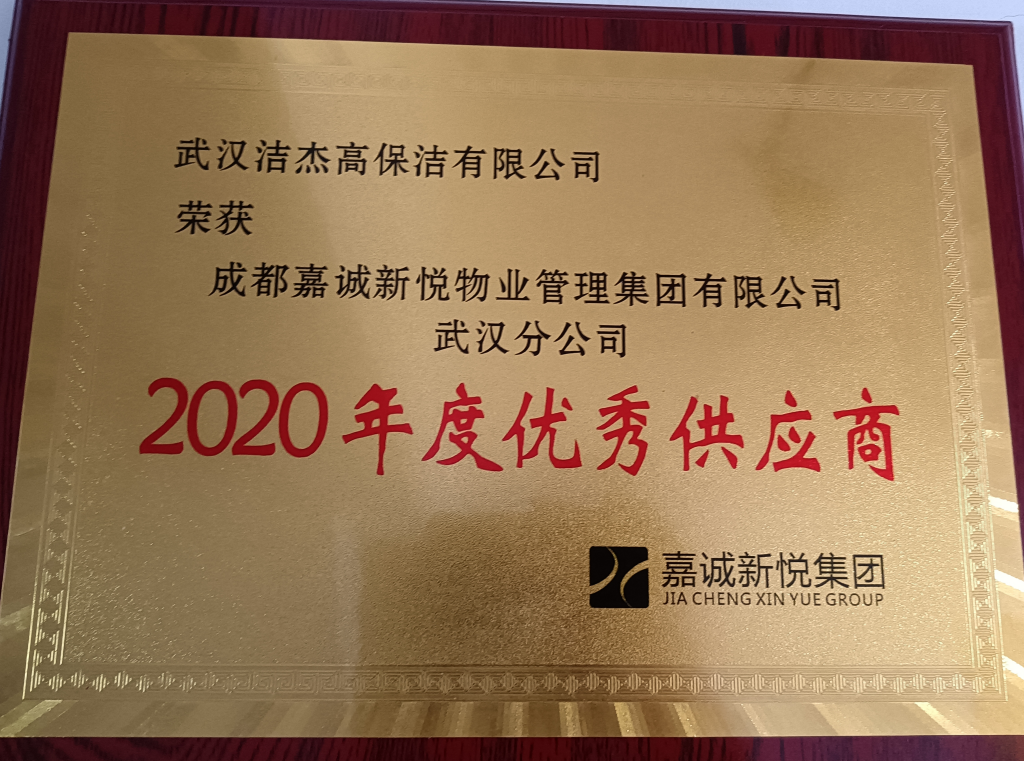 武汉洁杰高保洁有限公司
荣获
成都嘉诚新悦物业管理集团有限公司
武汉分公司
2020年度优秀供应商
嘉诚新悦集团
JIA CHENG XIN YUE GROUP